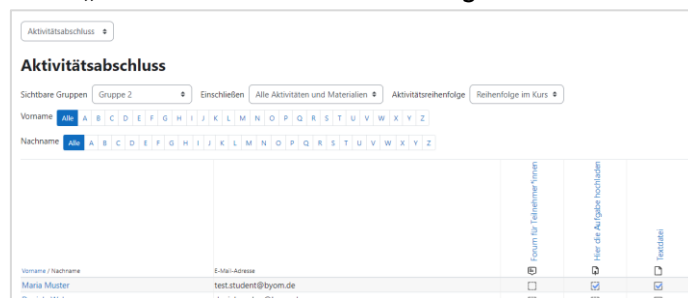 Aktivitätsabschluss
Aktivitätsabschluss
Sichtbare Gruppen Gruppe 2 Einschließen Alle Aktivitäten und Materialien Aktivitätsreihenfolge Reihenfolge im Kurs
Vorname Alle A B C D E F G H I J K L M N O P Q R S T U V W X Y Z
Nachname Alle A B C D E F G H I J K L M N O P Q R S T U V W X Y Z
Forum für Teilnehmer*innen
Hier die Aufgabe hochladen
Textdatei
Vorname / Nachname E-Mail-Adresse
Maria Muster test.student@byom.de